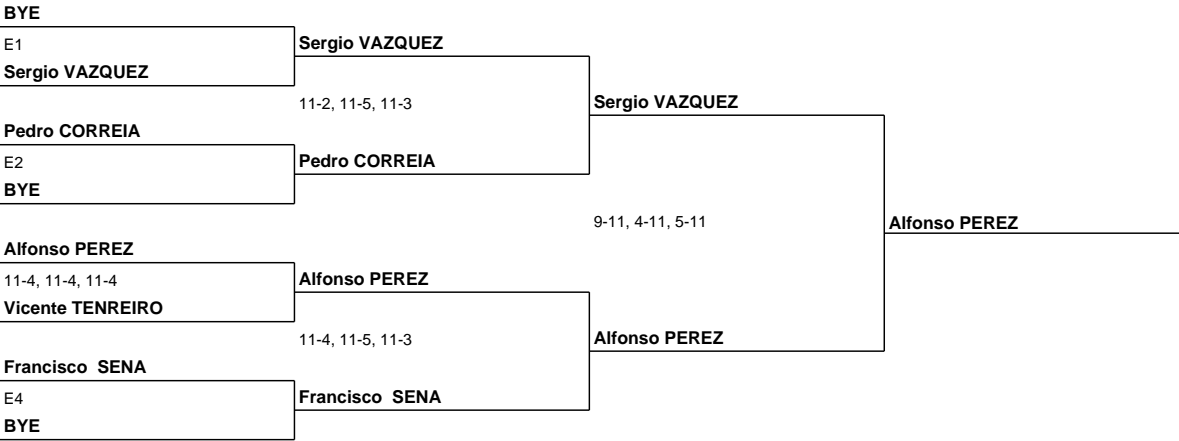 BYE
E1
Sergio VAZQUEZ
Sergio VAZQUEZ
11-2, 11-5, 11-3
Sergio VAZQUEZ
Pedro CORREIA
E2
Pedro CORREIA
BYE
9-11, 4-11, 5-11
Alfonso PEREZ
Alfonso PEREZ
11-4, 11-4, 11-4
Alfonso PEREZ
Vicente TENREIRO
11-4, 11-5, 11-3
Alfonso PEREZ
Francisco  SENA
E4
Francisco  SENA
BYE